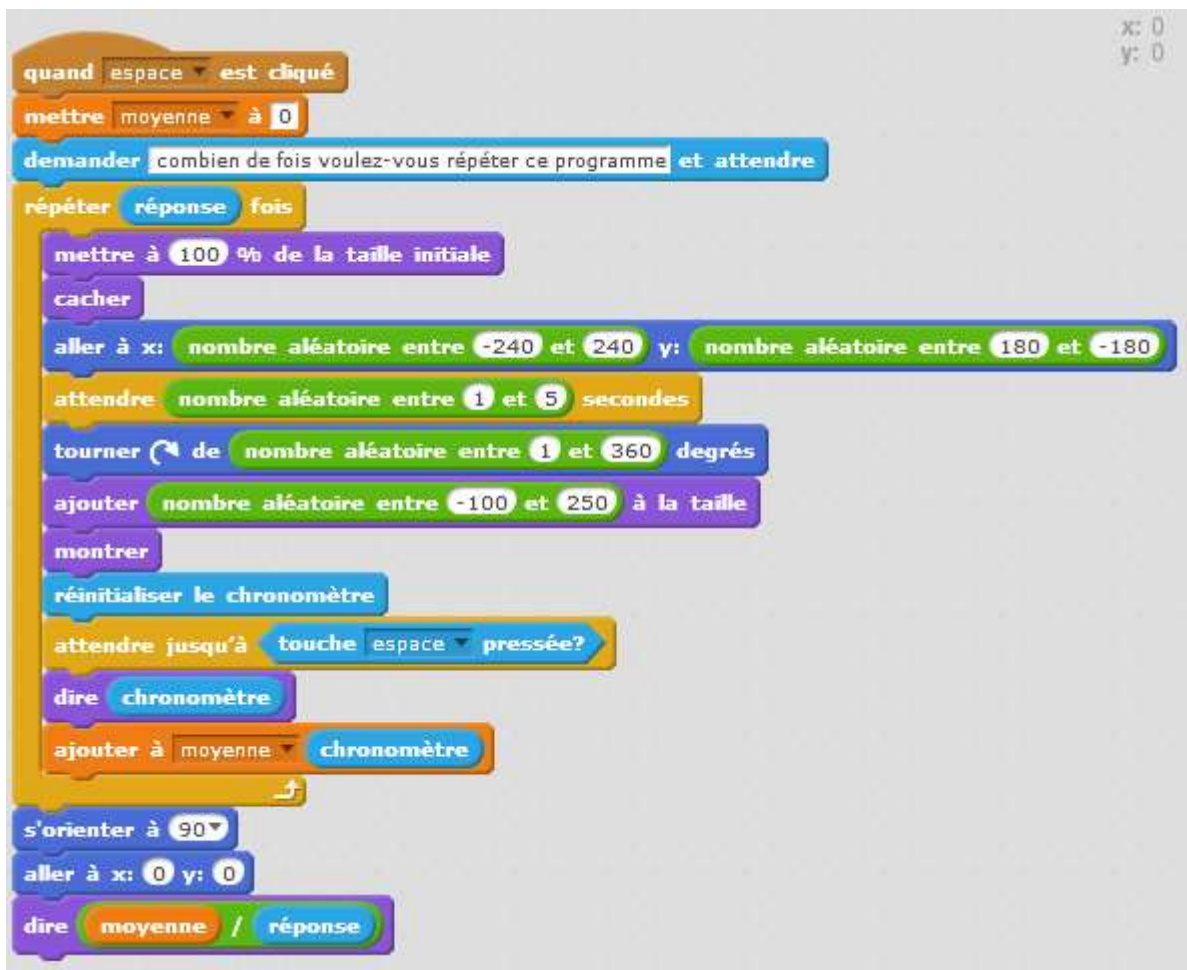 x: 0
y: 0
quand espace est cliqué
mettre moyenne à 0
demander combien de fois voulez-vous répéter ce programme et attendre
répéter réponse fois
mettre à 100 % de la taille initiale
cacher
aller à x: nombre aléatoire entre -240 et 240 y: nombre aléatoire entre 180 et -180
attendre nombre aléatoire entre 1 et 5 secondes
tourner de nombre aléatoire entre 1 et 360 degrés
ajouter nombre aléatoire entre -100 et 250 à la taille
montrer
réinitialiser le chronomètre
attendre jusqu'à touche espace pressée?
dire chronomètre
ajouter à moyenne chronomètre
s'orienter à 90
aller à x: 0 y: 0
dire moyenne / réponse